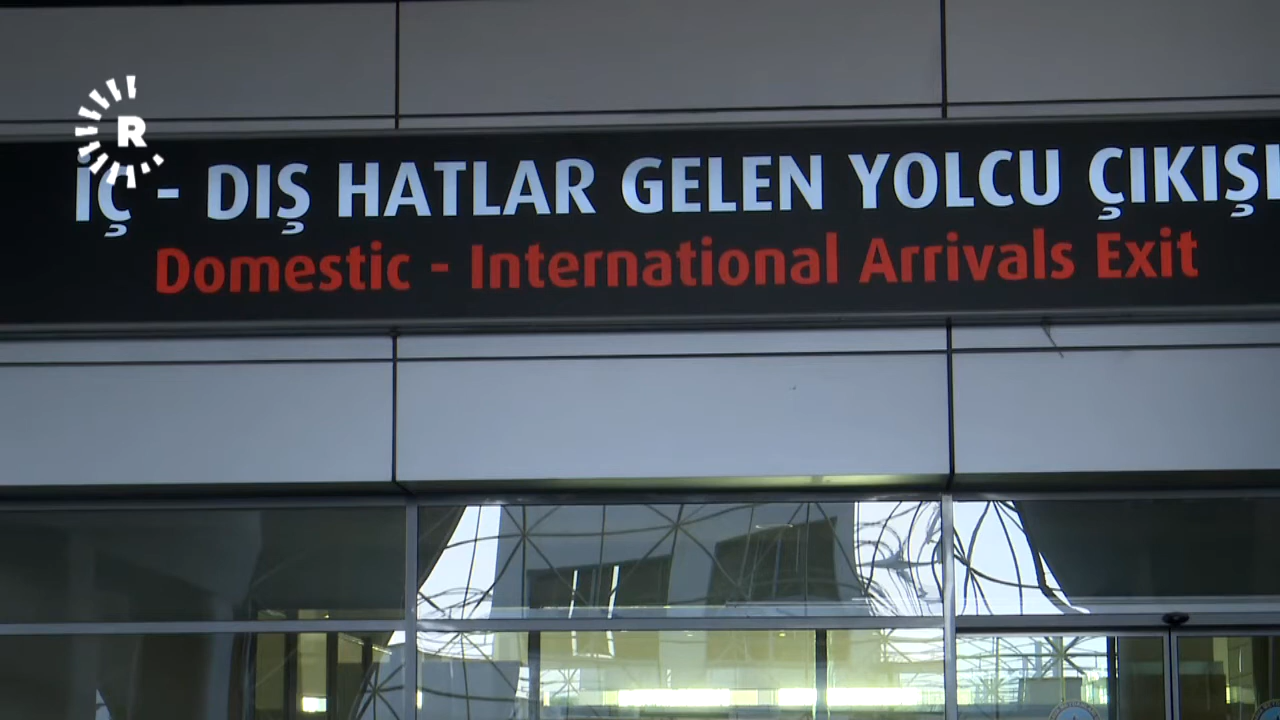 R
İÇ - DIŞ HATLAR GELEN YOLCU ÇIKIŞI
Domestic - International Arrivals Exit